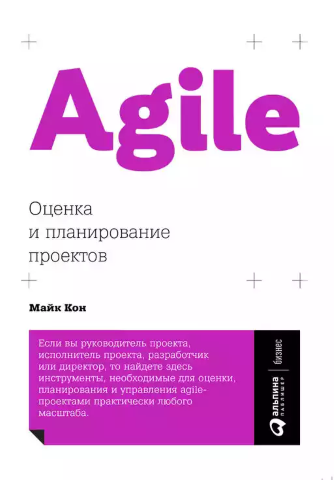 Agile
Оценка
и планирование
проектов
Майк Кон
Если вы руководитель проекта,
исполнитель проекта, разработчик
или директор, то найдете здесь
инструменты, необходимые для оценки,
планирования и управления agile-
проектами практически любого
масштаба.
альпина
ПАБЛИШЕР
бизнес